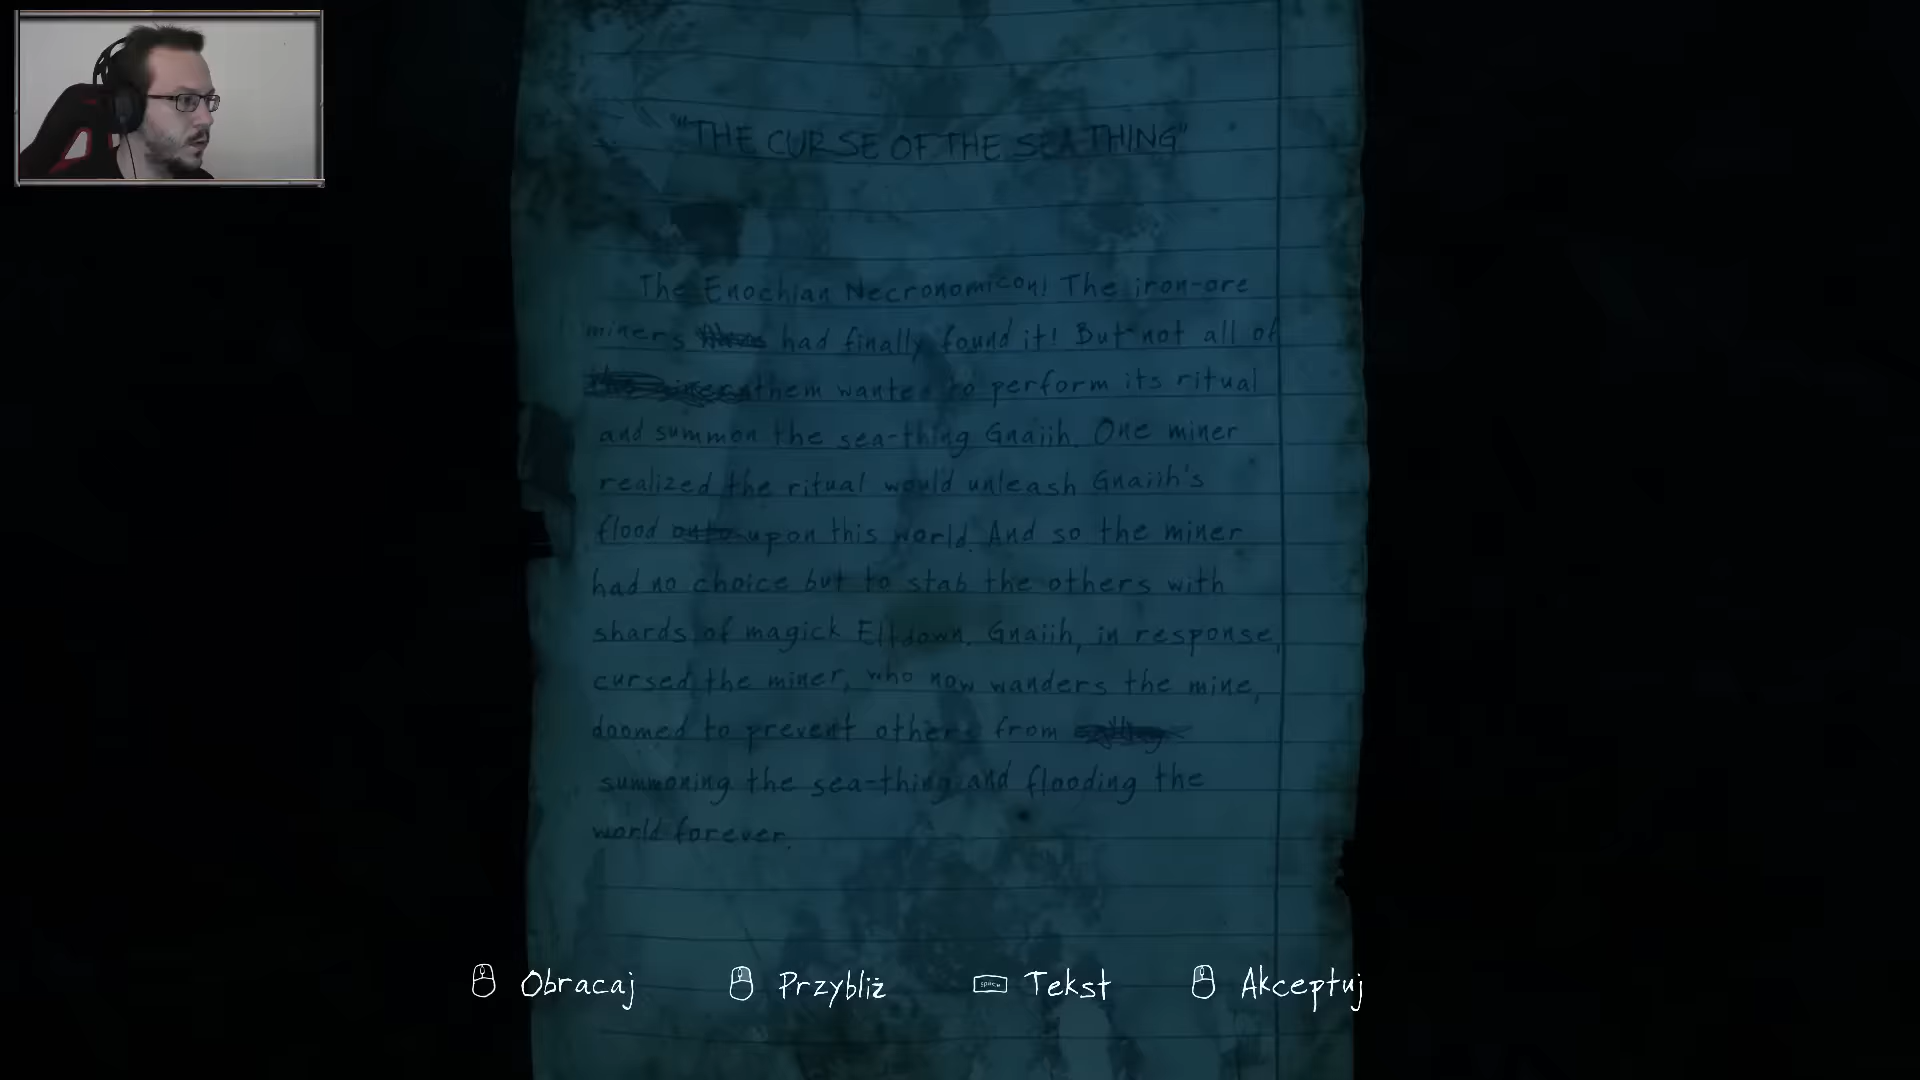 "THE CURSE OF THE SEA THING"
The Enochian Necronomicon! The iron-ore
miners had finally found it! But not all of
them wanted to perform its ritual
and summon the sea-thing Gnaiih. One miner
realized the ritual would unleash Gnaiih's
flood onto upon this world. And so the miner
had no choice but to stab the others with
shards of magick Eltdown. Gnaiih, in response,
cursed the miner, who now wanders the mine,
doomed to prevent others from
summoning the sea-thing and flooding the
world forever.
Obracaj Przybliż space Tekst Akceptuj